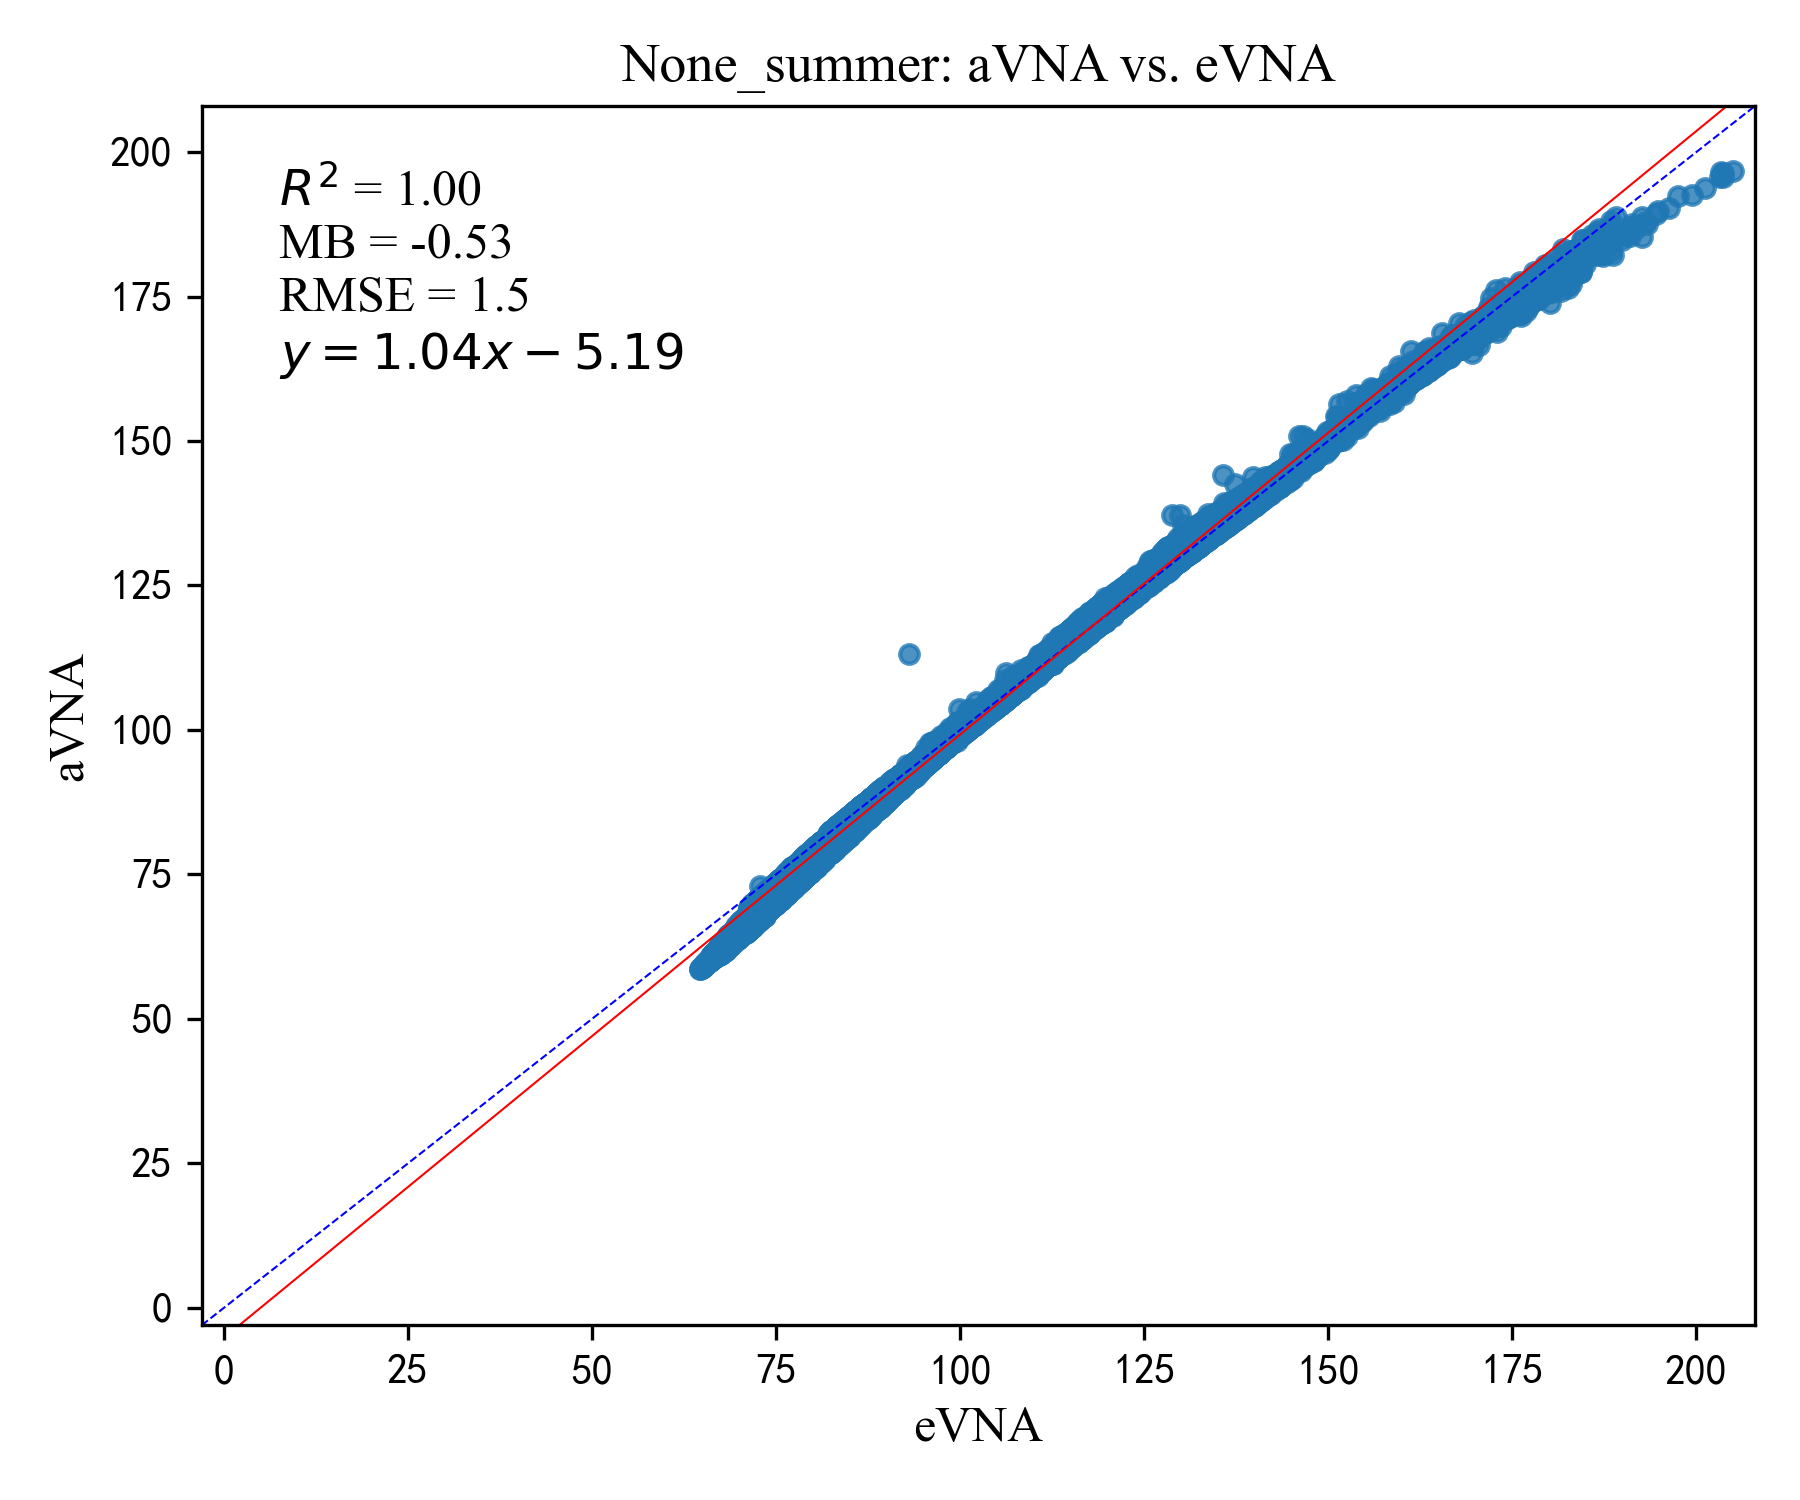 None_summer: aVNA vs. eVNA
R² = 1.00
MB = -0.53
RMSE = 1.5
y = 1.04x − 5.19
aVNA
200
175
150
125
100
75
50
25
0
0 25 50 75 100 125 150 175 200
eVNA